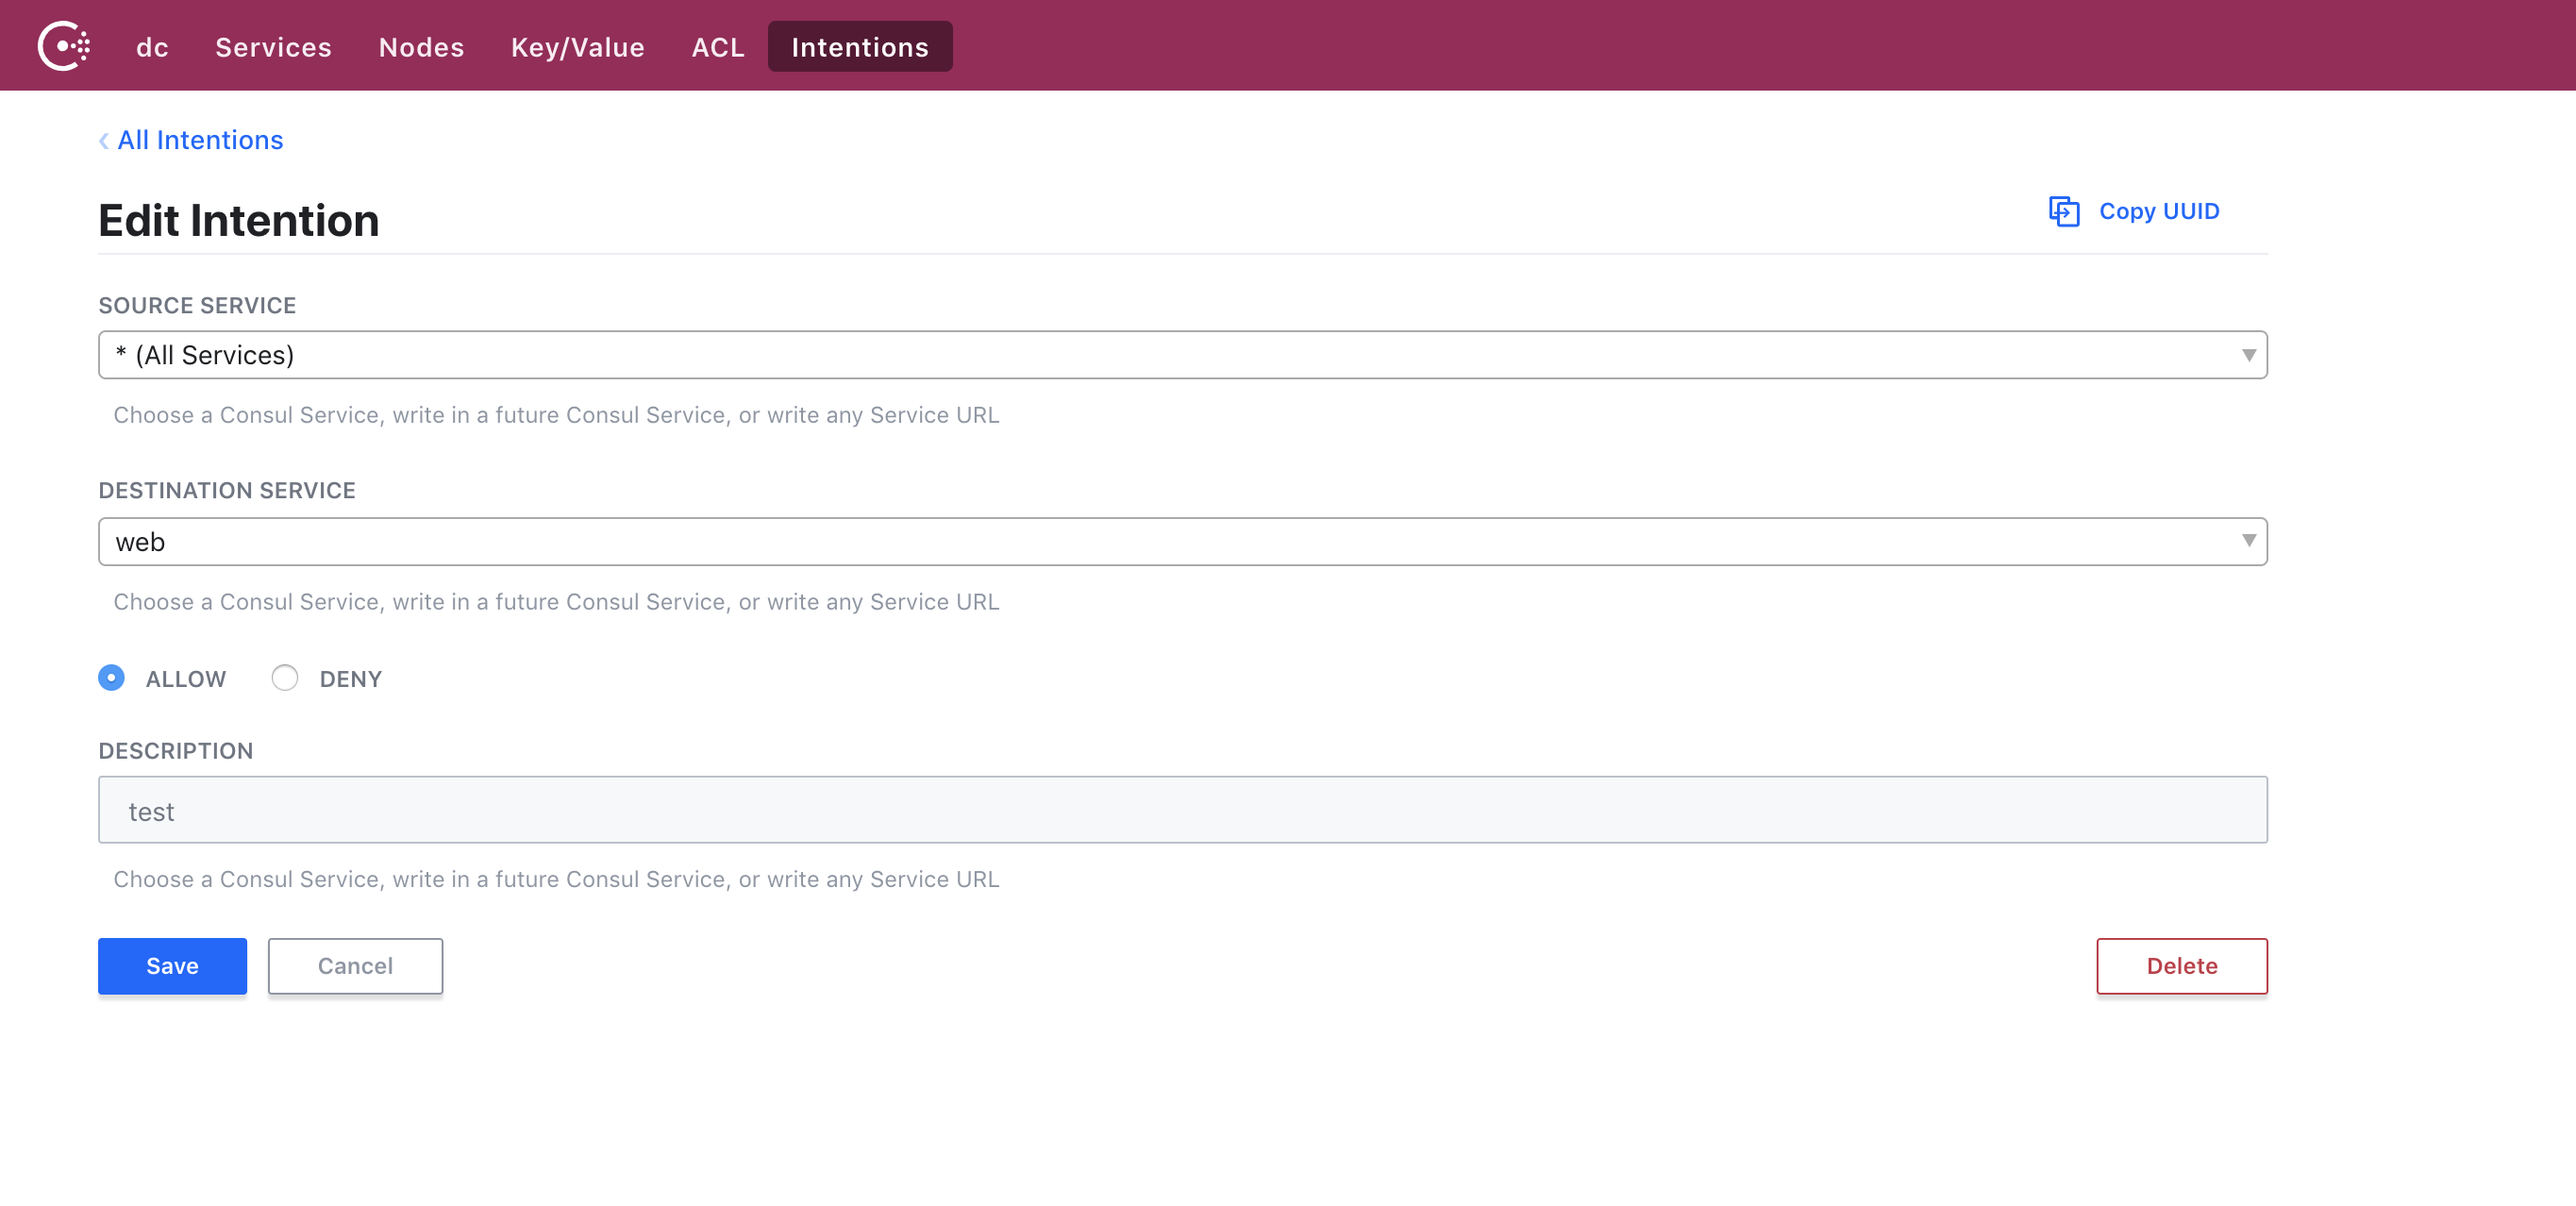 dc Services Nodes Key/Value ACL Intentions
All Intentions
Edit Intention
Copy UUID
SOURCE SERVICE
* (All Services)
Choose a Consul Service, write in a future Consul Service, or write any Service URL
DESTINATION SERVICE
web
Choose a Consul Service, write in a future Consul Service, or write any Service URL
ALLOW DENY
DESCRIPTION
test
Choose a Consul Service, write in a future Consul Service, or write any Service URL
Save Cancel Delete